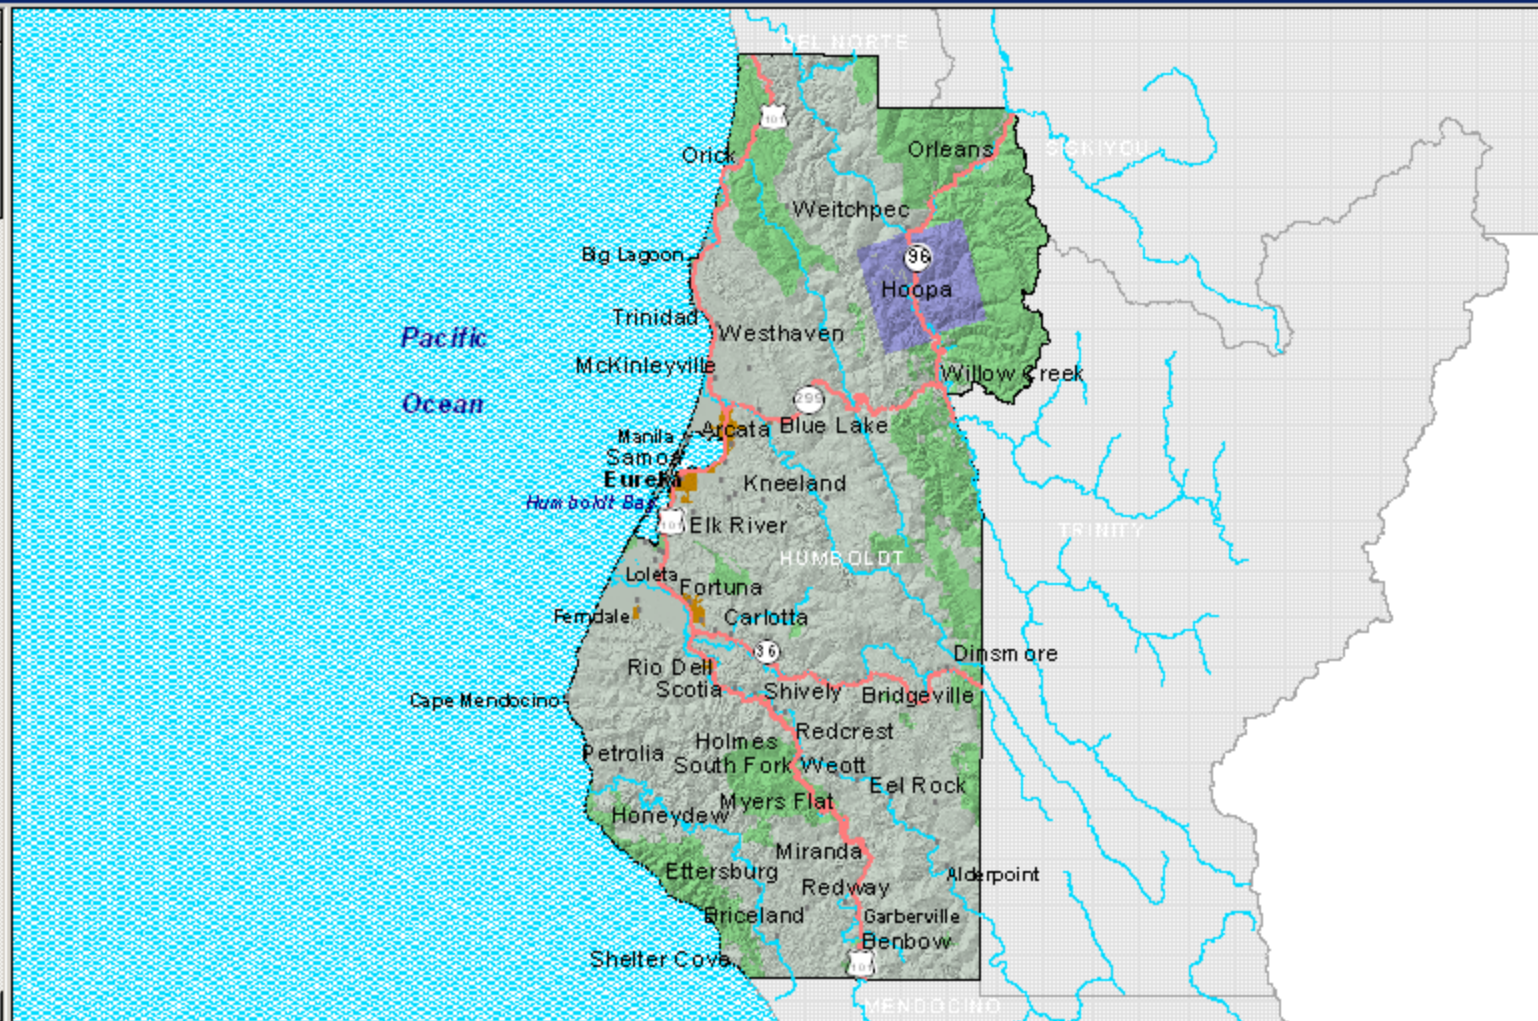 DEL NORTE
101
Orick
Orleans
SISKIYOU
Weitchpec
Big Lagoon
96
Hoopa
Trinidad
Westhaven
Pacific
Ocean
McKinleyville
Willow Creek
299
Manila
Arcata
Blue Lake
Samoa
Eureka
Kneeland
Humboldt Bay
101
Elk River
TRINITY
HUMBOLDT
Loleta
Fortuna
Ferndale
Carlotta
36
Dinsmore
Rio Dell
Scotia
Shively
Bridgeville
Cape Mendocino
Redcrest
Holmes
Petrolia
South Fork
Weott
Eel Rock
Myers Flat
Honeydew
Miranda
Ettersburg
Alderpoint
Redway
Briceland
Garberville
Benbow
Shelter Cove
101
MENDOCINO